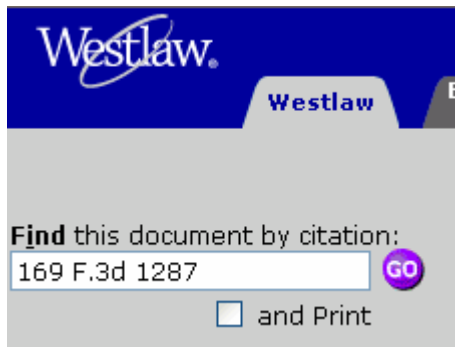 Westlaw.
Westlaw
Find this document by citation:
169 F.3d 1287
GO
and Print